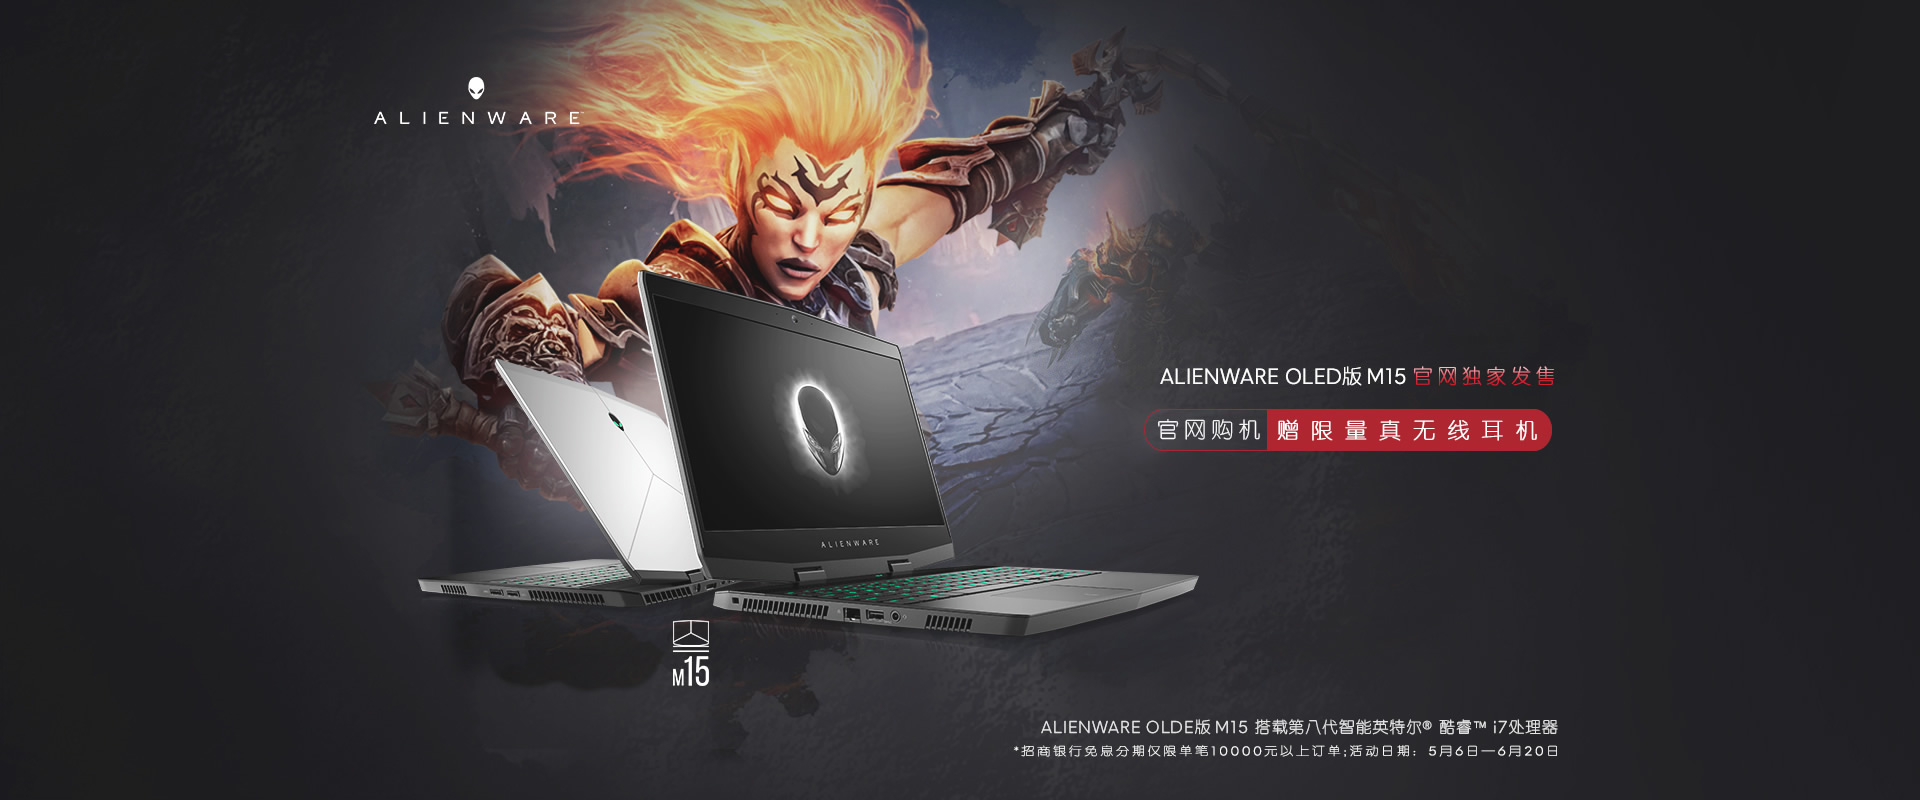 ALIENWARE
ALIENWARE OLED版 M15 官网独家发售
官网购机 赠限量真无线耳机
ALIENWARE
M15
ALIENWARE OLDE版 M15 搭载第八代智能英特尔® 酷睿™ i7处理器
*招商银行免息分期仅限单笔10000元以上订单;活动日期：5月6日—6月20日